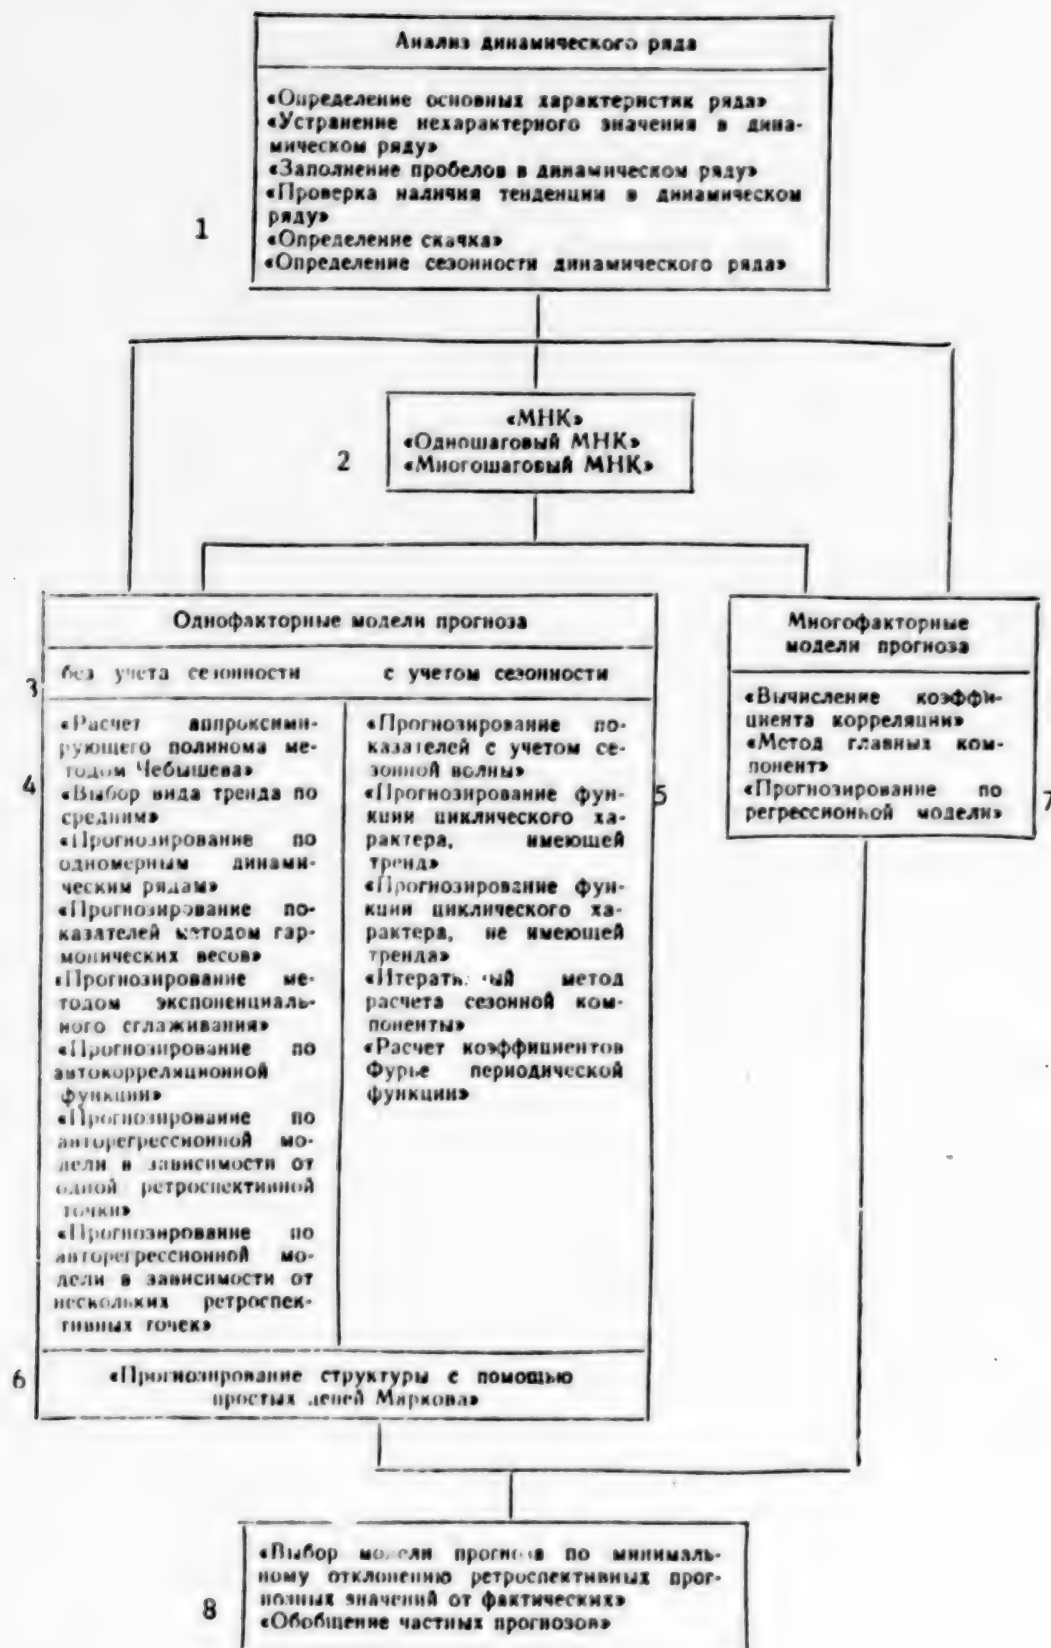 Анализ динамического ряда
«Определение основных характеристик ряда»
«Устранение нехарактерного значения в дина-
мическом ряду»
«Заполнение пробелов в динамическом ряду»
«Проверка наличия тенденции в динамическом
ряду»
«Определение скачка»
«Определение сезонности динамического ряда»
1
«МНК»
«Одношаговый МНК»
«Многошаговый МНК»
2
Однофакторные модели прогноза
3
без учета сезонности
с учетом сезонности
4
«Расчет аппроксими-
рующего полинома ме-
тодом Чебышева»
«Выбор вида тренда по
средним»
«Прогнозирование по
одномерным динами-
ческим рядам»
«Прогнозирование по-
казателей методом гар-
монических весов»
«Прогнозирование ме-
тодом экспоненциаль-
ного сглаживания»
«Прогнозирование по
автокорреляционной
функции»
«Прогнозирование по
авторегрессионной мо-
дели в зависимости от
одной ретроспективной
точки»
«Прогнозирование по
авторегрессионной мо-
дели в зависимости от
нескольких ретроспек-
тивных точек»
«Прогнозирование по-
казателей с учетом се-
зонной волны»
«Прогнозирование фун-
кции циклического ха-
рактера, имеющей
тренд»
«Прогнозирование фун-
кции циклического ха-
рактера, не имеющей
тренда»
метод
расчета сезонной ком-
поненты»
«Расчет коэффициентов
Фурье периодической
функции»
5
6
«Прогнозирование структуры с помощью
простых цепей Маркова»
Многофакторные
модели прогноза
«Вычисление коэффи-
циента корреляции»
«Метод главных ком-
понент»
«Прогнозирование по
регрессионной модели»
7
8
«Выбор модели прогноза по минималь-
ному отклонению ретроспективных прог-
нозных значений от фактических»
«Обобщение частных прогнозов»